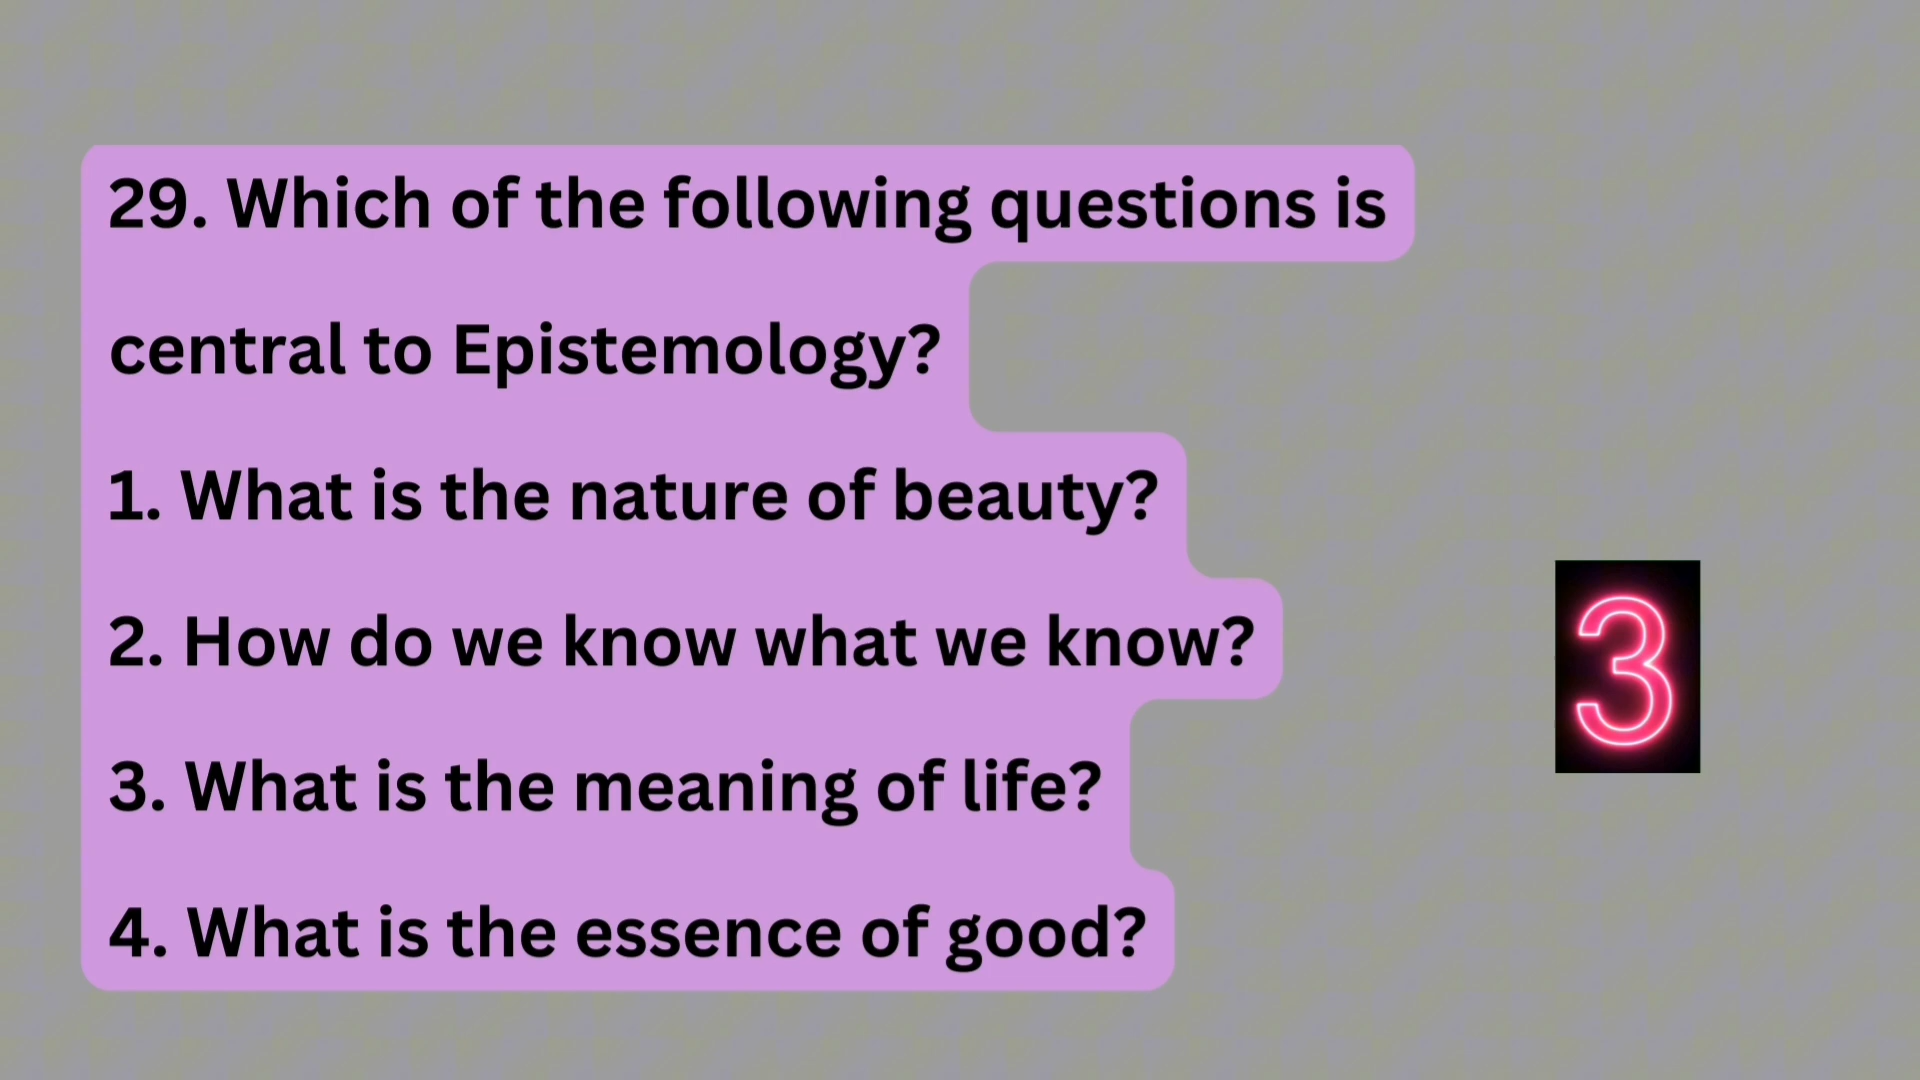 29. Which of the following questions is
central to Epistemology?
1. What is the nature of beauty?
2. How do we know what we know?
3. What is the meaning of life?
4. What is the essence of good?
3